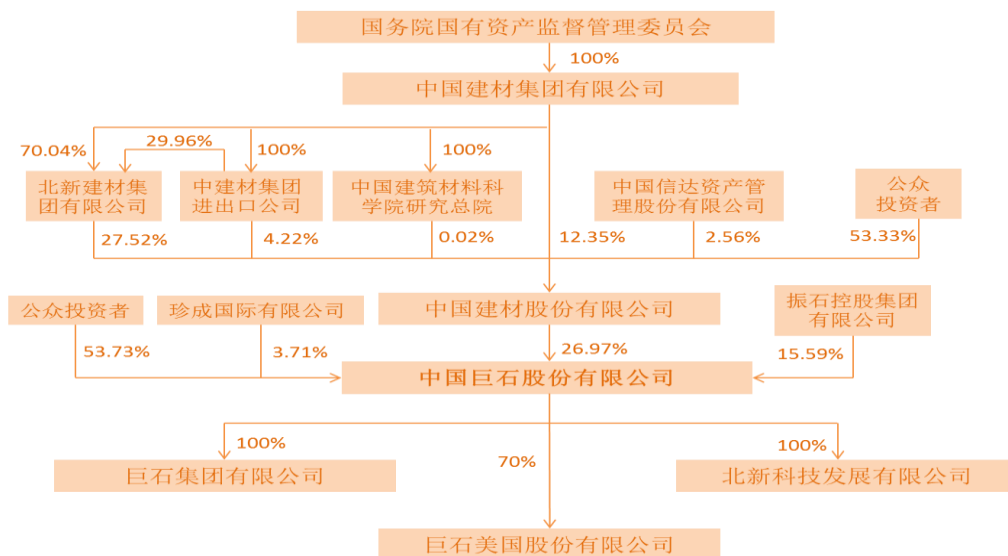 国务院国有资产监督管理委员会
100%
中国建材集团有限公司
70.04%
29.96%
100%
100%
北新建材集
团有限公司
中建材集团
进出口公司
中国建筑材料科
学院研究总院
中国信达资产管
理股份有限公司
公众
投资者
27.52%
4.22%
0.02%
12.35%
2.56%
53.33%
公众投资者
珍成国际有限公司
中国建材股份有限公司
振石控股集团
有限公司
53.73%
3.71%
26.97%
15.59%
中国巨石股份有限公司
100%
70%
100%
巨石集团有限公司
北新科技发展有限公司
巨石美国股份有限公司